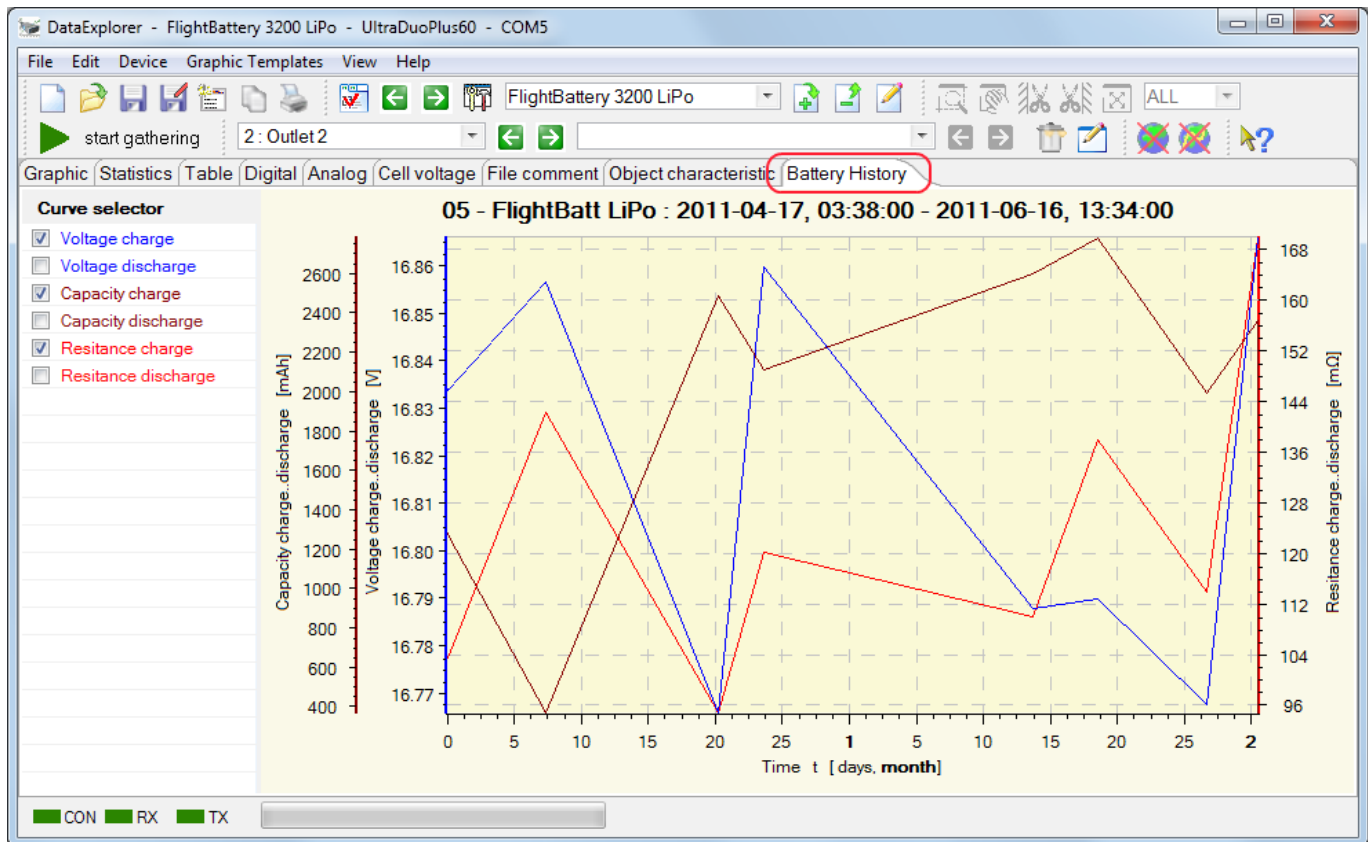 DataExplorer - FlightBattery 3200 LiPo - UltraDuoPlus60 - COM5
File Edit Device Graphic Templates View Help
FlightBattery 3200 LiPo ALL
start gathering 2 : Outlet 2
Graphic Statistics Table Digital Analog Cell voltage File comment Object characteristic Battery History
Curve selector
Voltage charge
Voltage discharge
Capacity charge
Capacity discharge
Resitance charge
Resitance discharge
05 - FlightBatt LiPo : 2011-04-17, 03:38:00 - 2011-06-16, 13:34:00
Capacity charge..discharge [mAh]
2600
2400
2200
2000
1800
1600
1400
1200
1000
800
600
400
Voltage charge..discharge [V]
16.86
16.85
16.84
16.83
16.82
16.81
16.80
16.79
16.78
16.77
168
160
152
144
136
128
120
112
104
96
Resitance charge..discharge [mΩ]
0 5 10 15 20 25 1 5 10 15 20 25 2
Time t [ days, month]
CON RX TX